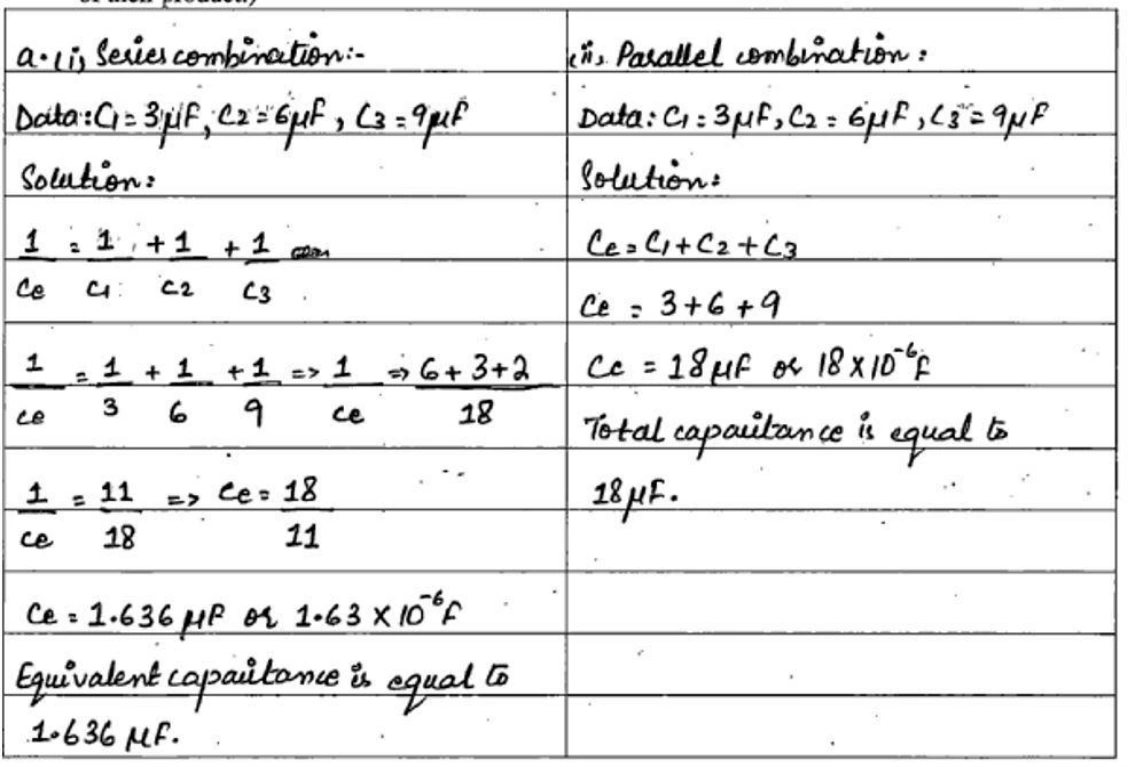 of their product.)
a. (i) Series combination:-
Data: C1 = 3μF, C2 = 6μF, C3 = 9μF
Solution:
1/Ce = 1/C1 + 1/C2 + 1/C3
1/Ce = 1/3 + 1/6 + 1/9 => 1/Ce => 6+3+2/18
1/Ce = 11/18 => Ce = 18/11
Ce = 1.636 μF or 1.63 X 10⁻⁶F
Equivalent capacitance is equal to
1.636 μF.
(ii) Parallel combination:
Data: C1 = 3μF, C2 = 6μF, C3 = 9μF
Solution:
Ce = C1 + C2 + C3
Ce = 3+6+9
Ce = 18μF or 18X10⁻⁶F
Total capacitance is equal to
18μF.